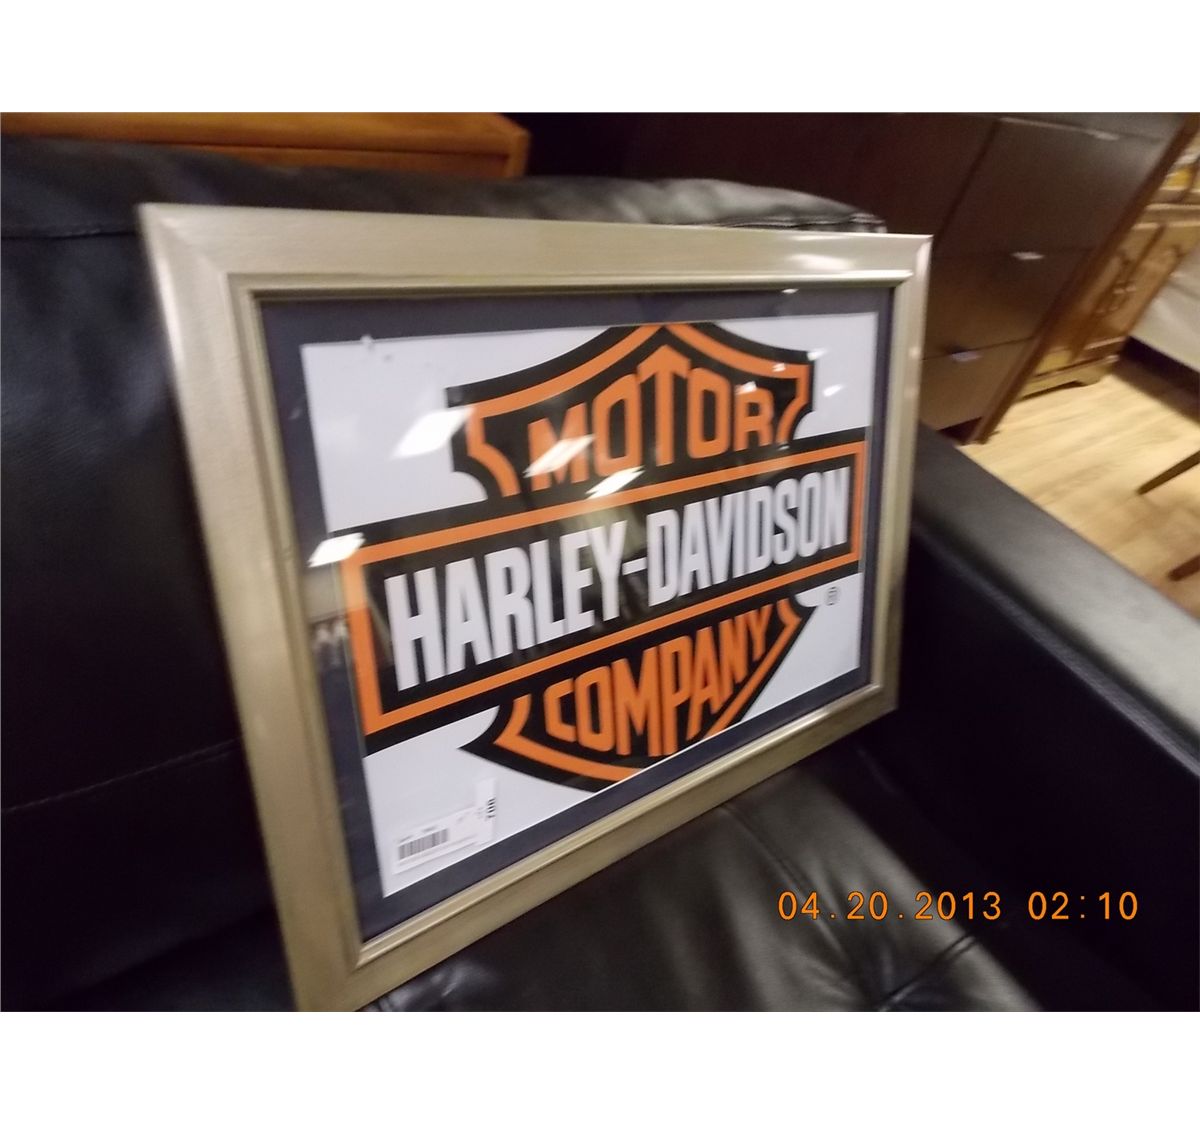 MOTOR
HARLEY-DAVIDSON
®
COMPANY
04.20.2013 02:10